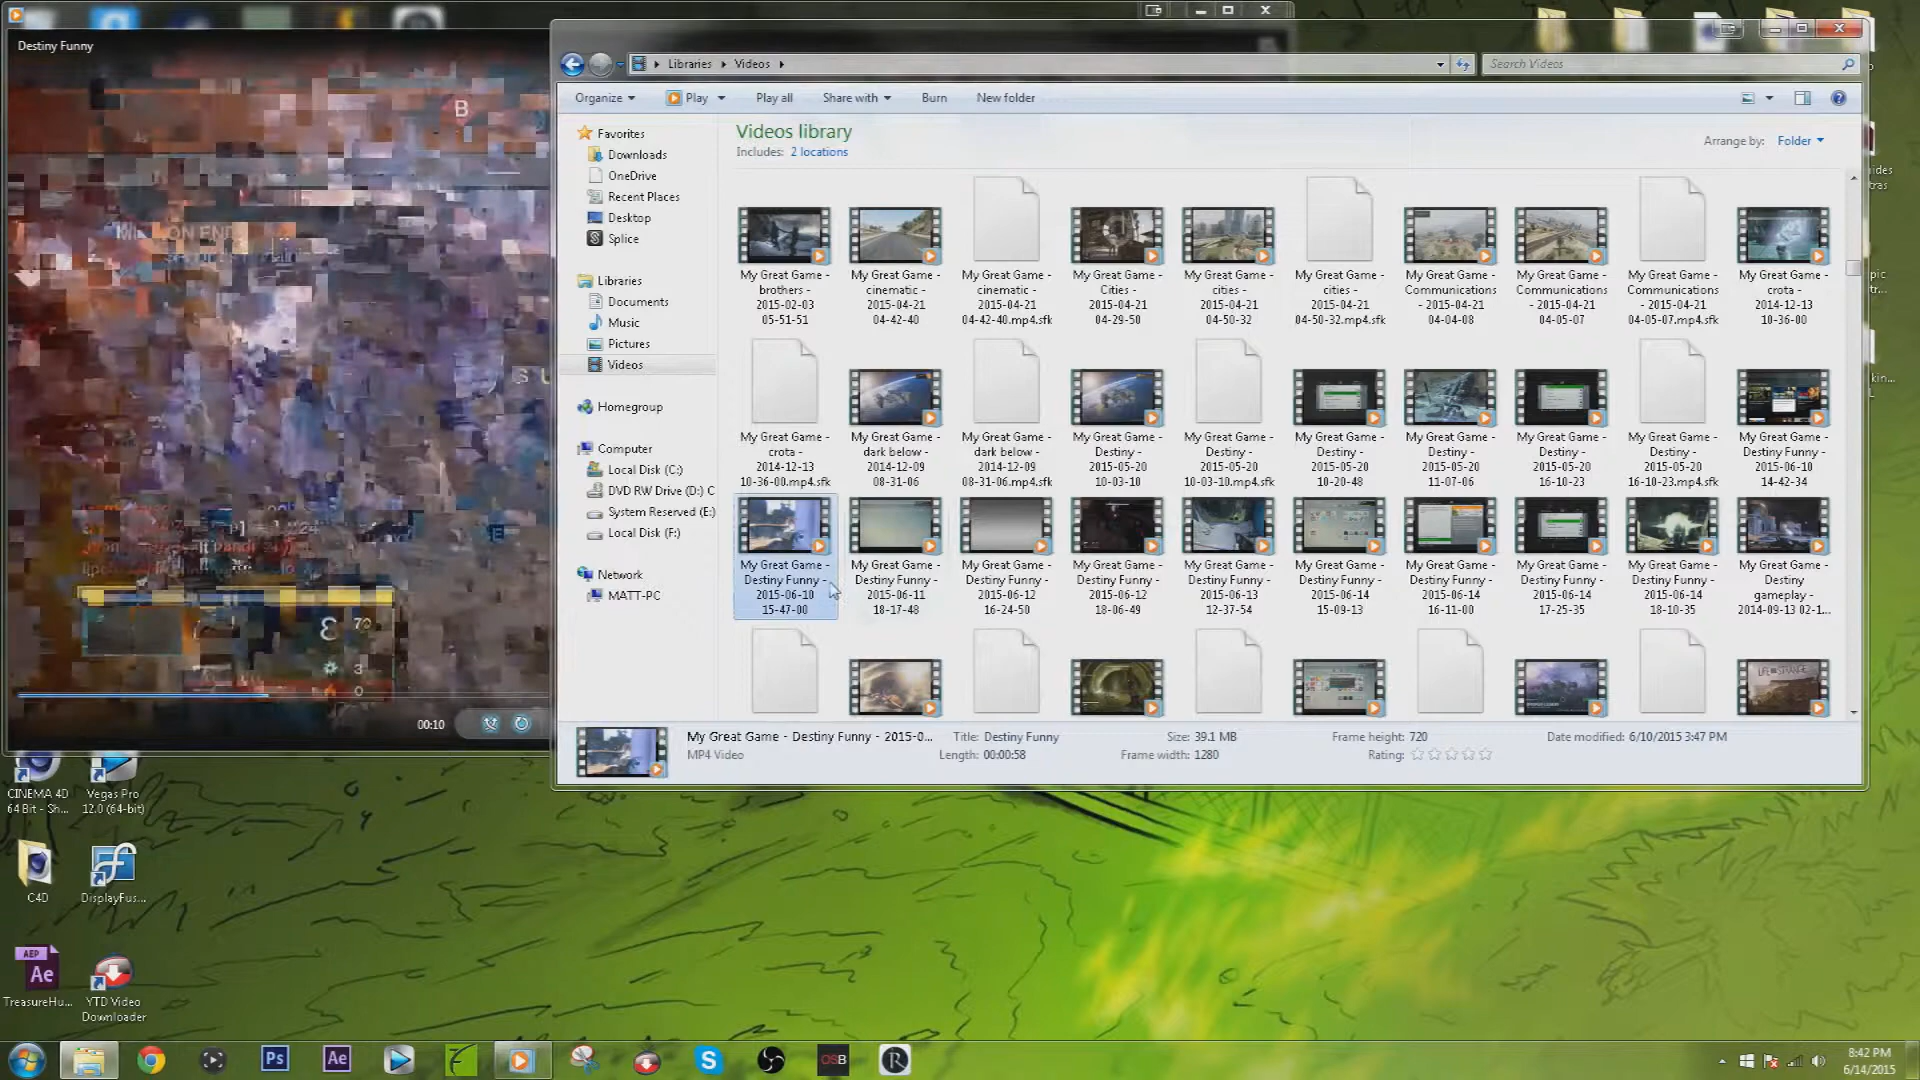 Destiny Funny
B
00:10
Libraries
Videos
Search Videos
Organize
Play
Play all
Share with
Burn
New folder
Favorites
Downloads
OneDrive
Recent Places
Desktop
Splice
Libraries
Documents
Music
Pictures
Videos
Homegroup
Computer
Local Disk (C:)
DVD RW Drive (D:) C
System Reserved (E:)
Local Disk (F:)
Network
MATT-PC
Videos library
Includes: 2 locations
Arrange by: Folder
My Great Game -
brothers -
2015-02-03
05-51-51
My Great Game -
cinematic -
2015-04-21
04-42-40
My Great Game -
cinematic -
2015-04-21
04-42-40.mp4.sfk
My Great Game -
Cities -
2015-04-21
04-29-50
My Great Game -
cities -
2015-04-21
04-50-32
My Great Game -
cities -
2015-04-21
04-50-32.mp4.sfk
My Great Game -
Communications
- 2015-04-21
04-04-08
My Great Game -
Communications
- 2015-04-21
04-05-07
My Great Game -
Communications
- 2015-04-21
04-05-07.mp4.sfk
My Great Game -
crota -
2014-12-13
10-36-00
My Great Game -
crota -
2014-12-13
10-36-00.mp4.sfk
My Great Game -
dark below -
2014-12-09
08-31-06
My Great Game -
dark below -
2014-12-09
08-31-06.mp4.sfk
My Great Game -
Destiny -
2015-05-20
10-03-10
My Great Game -
Destiny -
2015-05-20
10-03-10.mp4.sfk
My Great Game -
Destiny -
2015-05-20
10-20-48
My Great Game -
Destiny -
2015-05-20
11-07-06
My Great Game -
Destiny -
2015-05-20
16-10-23
My Great Game -
Destiny -
2015-05-20
16-10-23.mp4.sfk
My Great Game -
Destiny Funny -
2015-06-10
14-42-34
My Great Game -
Destiny Funny -
2015-06-10
15-47-00
My Great Game -
Destiny Funny -
2015-06-11
18-17-48
My Great Game -
Destiny Funny -
2015-06-12
16-24-50
My Great Game -
Destiny Funny -
2015-06-12
18-06-49
My Great Game -
Destiny Funny -
2015-06-13
12-37-54
My Great Game -
Destiny Funny -
2015-06-14
15-09-13
My Great Game -
Destiny Funny -
2015-06-14
16-11-00
My Great Game -
Destiny Funny -
2015-06-14
17-25-35
My Great Game -
Destiny Funny -
2015-06-14
18-10-35
My Great Game -
Destiny
gameplay -
2014-09-13 02-1...
LIFE IS STRANGE
My Great Game - Destiny Funny - 2015-0...
MP4 Video
Title: Destiny Funny
Length: 00:00:58
Size: 39.1 MB
Frame width: 1280
Frame height: 720
Rating:
Date modified: 6/10/2015 3:47 PM
CINEMA 4D
64 Bit - Sh...
Vegas Pro
12.0 (64-bit)
C4D
DisplayFus...
AEP
Ae
TreasureHu...
YTD Video
Downloader
Ps
Ae
S
OSB
R
8:42 PM
6/14/2015